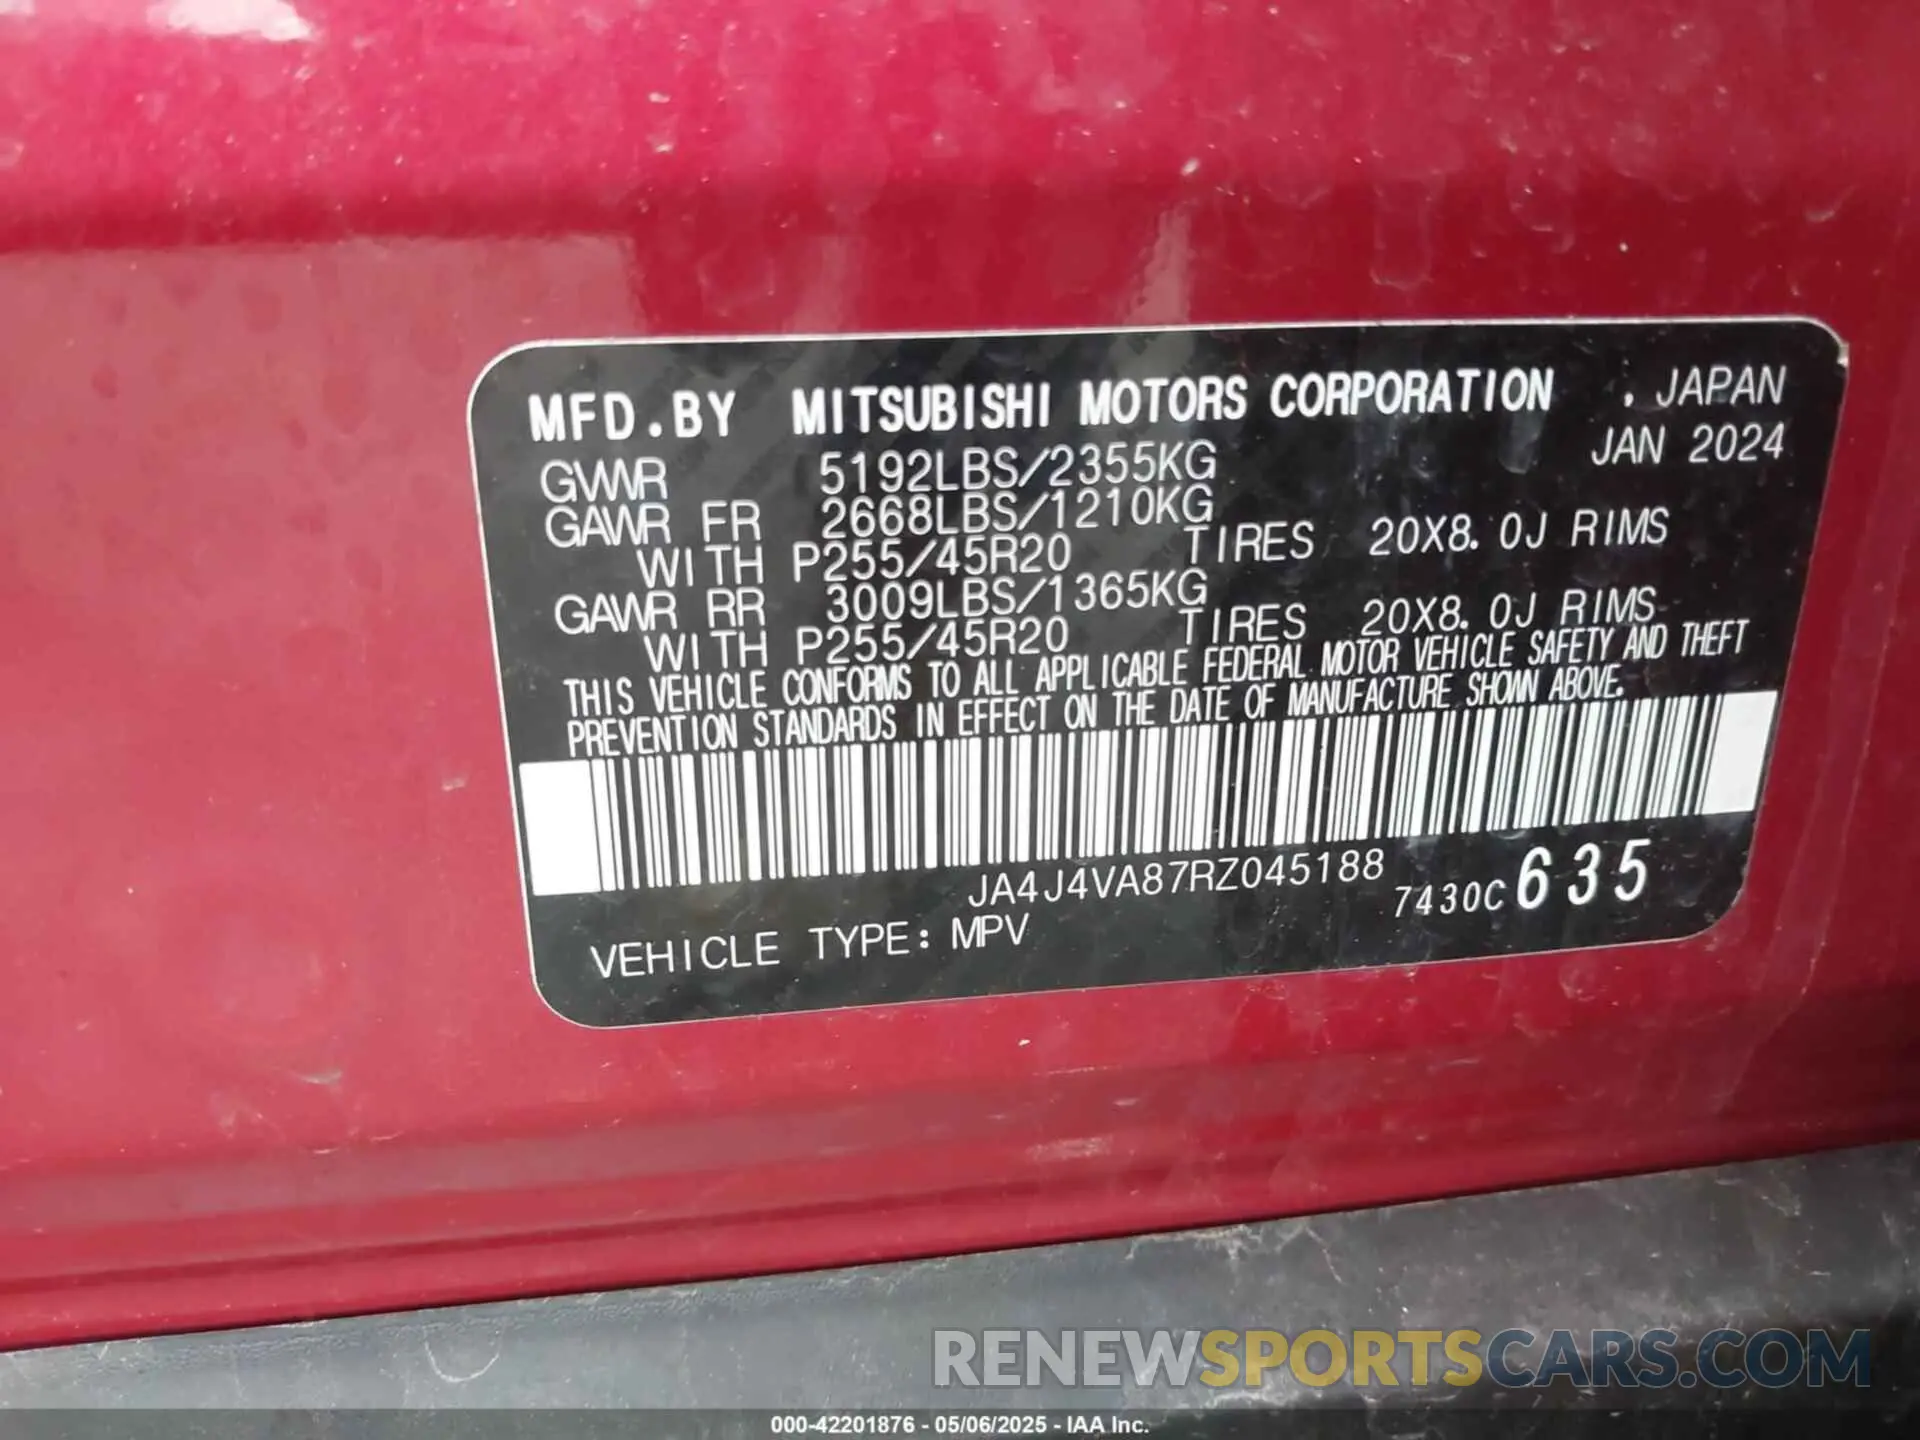 MFD.BY MITSUBISHI MOTORS CORPORATION . JAPAN
GVWR 5192LBS/2355KG JAN 2024
GAWR FR 2668LBS/1210KG
WITH P255/45R20 TIRES 20X8.0J RIMS
GAWR RR 3009LBS/1365KG
WITH P255/45R20 TIRES 20X8.0J RIMS
THIS VEHICLE CONFORMS TO ALL APPLICABLE FEDERAL MOTOR VEHICLE SAFETY AND THEFT
PREVENTION STANDARDS IN EFFECT ON THE DATE OF MANUFACTURE SHOWN ABOVE.
JA4J4VA87RZ045188 7430C 635
VEHICLE TYPE: MPV
RENEWSPORTSCARS.COM
000-42201876 - 05/06/2025 - IAA Inc.